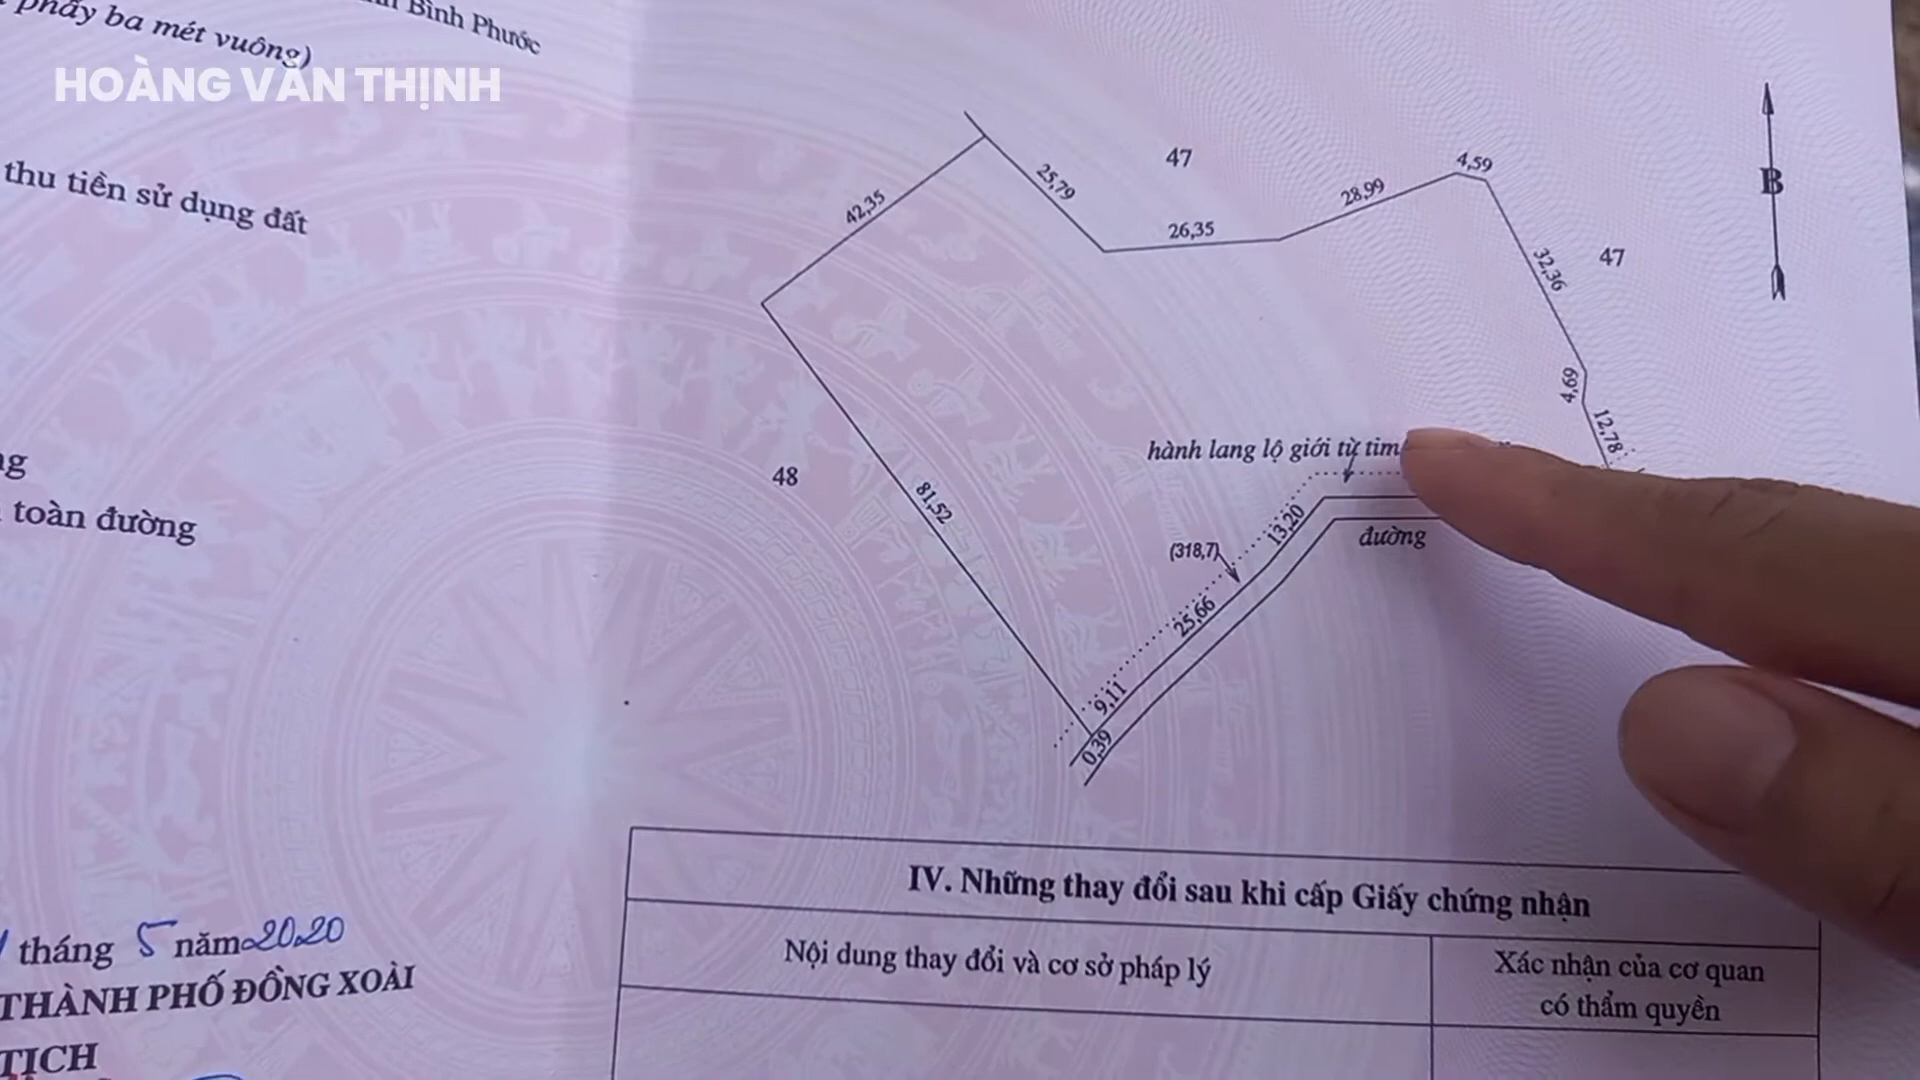 phẩy ba mét vuông)
Bình Phước
HOÀNG VĂN THỊNH
thu tiền sử dụng đất
toàn đường
47
4,59
25,79
28,99
42,35
26,35
B
47
32,36
4,69
12,78
hành lang lộ giới từ tim
48
81,52
13,20
đường
(318,7)
25,66
9,11
0,39
IV. Những thay đổi sau khi cấp Giấy chứng nhận
Nội dung thay đổi và cơ sở pháp lý
Xác nhận của cơ quan
có thẩm quyền
tháng 5 năm 2020
THÀNH PHỐ ĐỒNG XOÀI
TỊCH